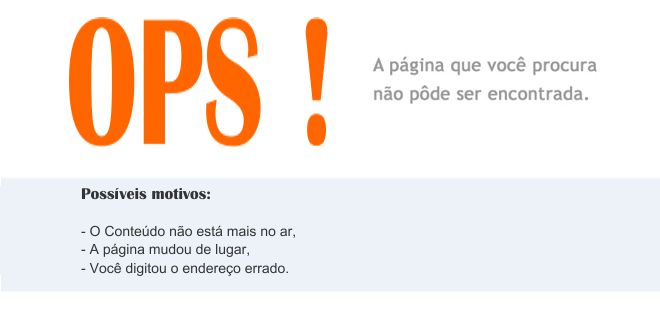 OPS !
A página que você procura
não pôde ser encontrada.
Possíveis motivos:
- O Conteúdo não está mais no ar,
- A página mudou de lugar,
- Você digitou o endereço errado.